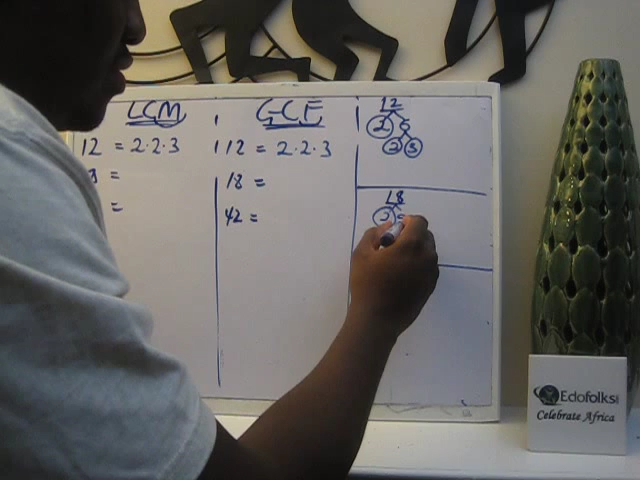 LCM
12 = 2·2·3
=
=
GCF
12 = 2·2·3
18 =
42 =
12
2 6
2 3
18
2
Edofolks
Celebrate Africa